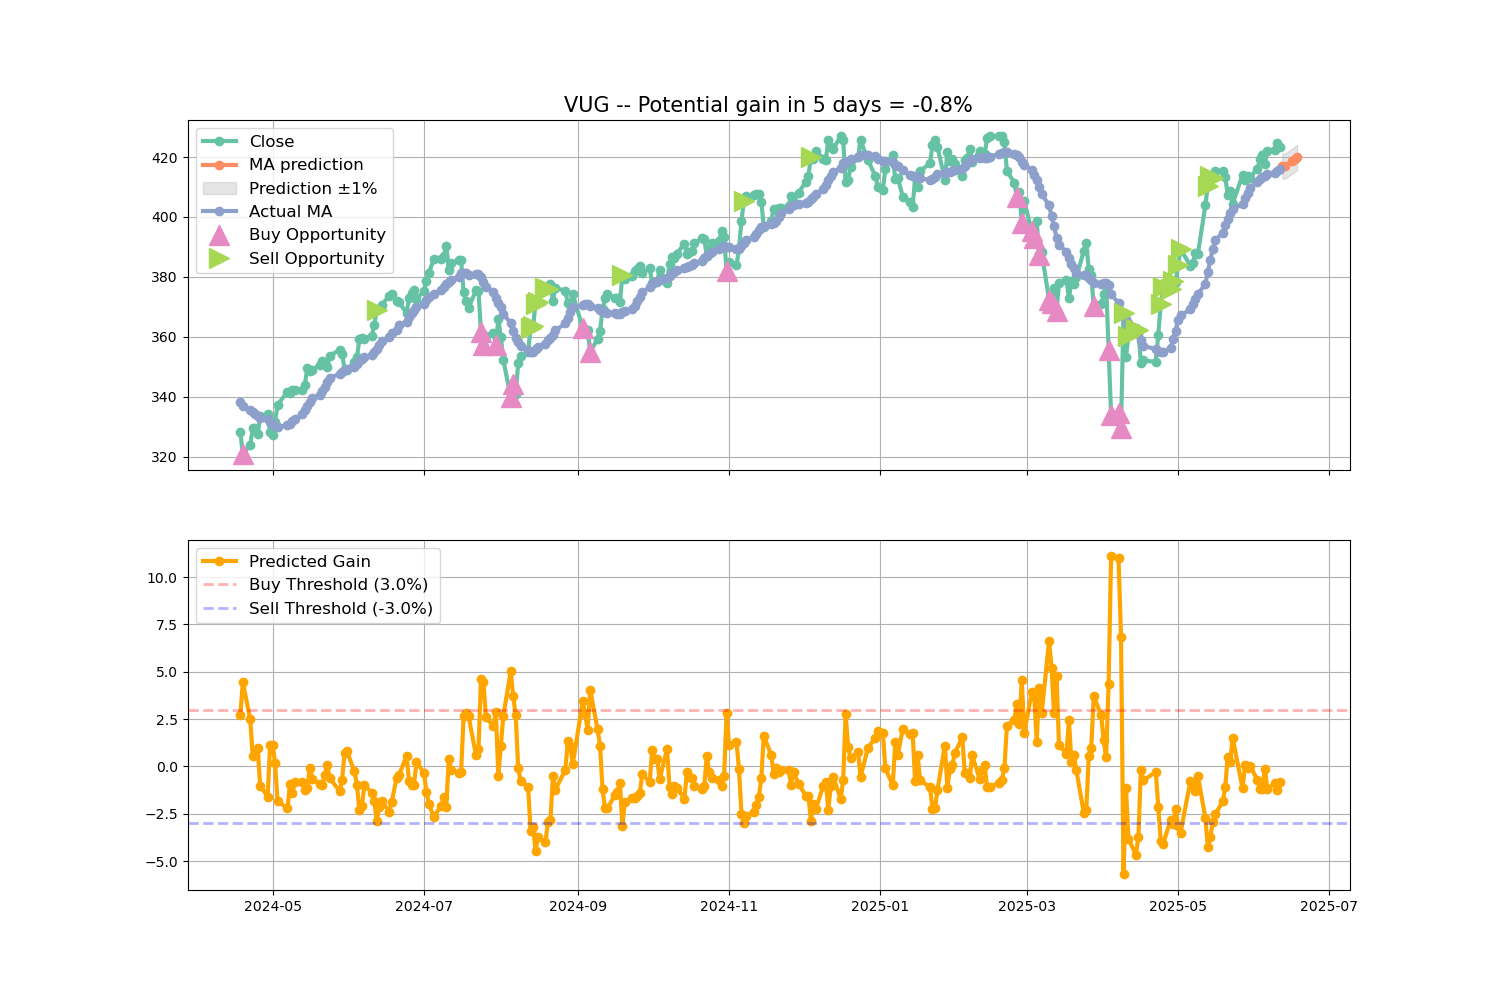 VUG -- Potential gain in 5 days = -0.8%
Close
MA prediction
Prediction ±1%
Actual MA
Buy Opportunity
Sell Opportunity
420
400
380
360
340
320
Predicted Gain
Buy Threshold (3.0%)
Sell Threshold (-3.0%)
10.0
7.5
5.0
2.5
0.0
−2.5
−5.0
2024-05 2024-07 2024-09 2024-11 2025-01 2025-03 2025-05 2025-07